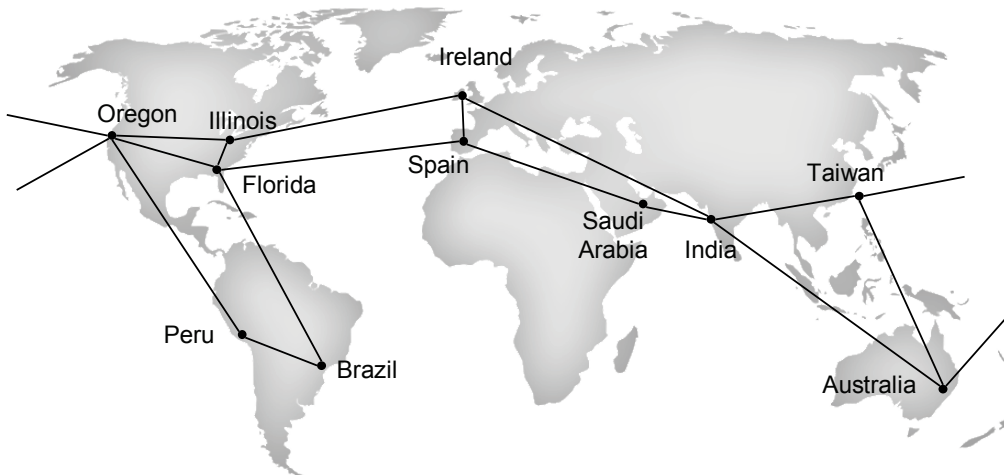 Ireland
Oregon
Illinois
Spain
Florida
Taiwan
Saudi
Arabia
India
Peru
Brazil
Australia